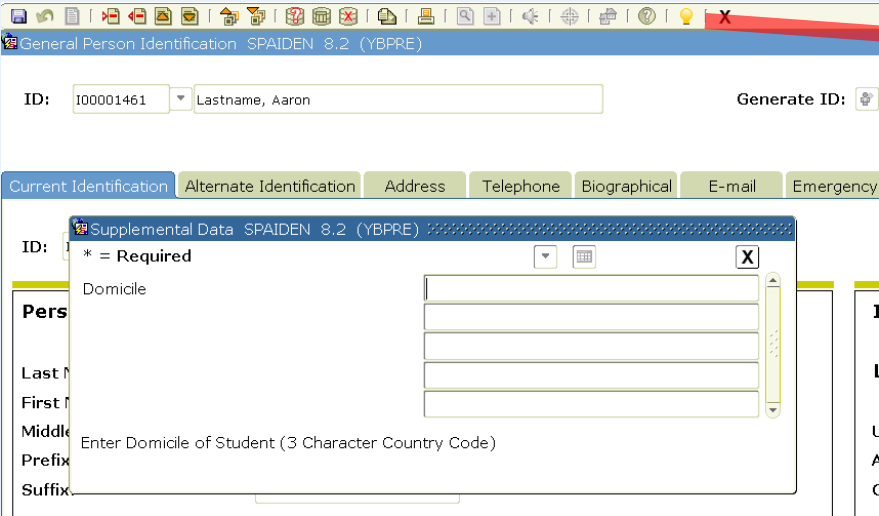 X
General Person Identification SPAIDEN 8.2 (YBPRE)
ID: I00001461 Lastname, Aaron Generate ID:
Current Identification Alternate Identification Address Telephone Biographical E-mail Emergency
Supplemental Data SPAIDEN 8.2 (YBPRE)
ID:
* = Required X
Domicile
Pers
Last N
First N
Middle
Enter Domicile of Student (3 Character Country Code)
Prefix
Suffix: